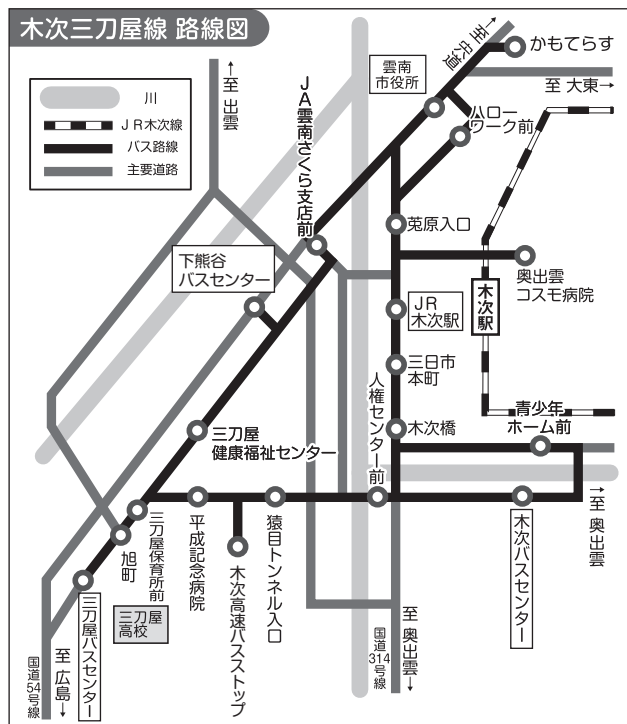 木次三刀屋線 路線図
川
JR木次線
バス路線
主要道路
←至 出雲
←至 宍道
かもてらす
雲南
市役所
至 大東→
ハロー
ワーク前
JA雲南さくら支店前
莵原入口
下熊谷
バスセンター
奥出雲
コスモ病院
JR
木次駅
木次駅
三日市
本町
人権センター前
青少年
ホーム前
木次橋
三刀屋
健康福祉センター
至 奥出雲
→
三刀屋保育所前
旭町
平成記念病院
猿目トンネル入口
木次バスセンター
木次高速バスストップ
三刀屋
高校
三刀屋バスセンター
国道54号線
至 広島→
国道314号線
至 奥出雲→